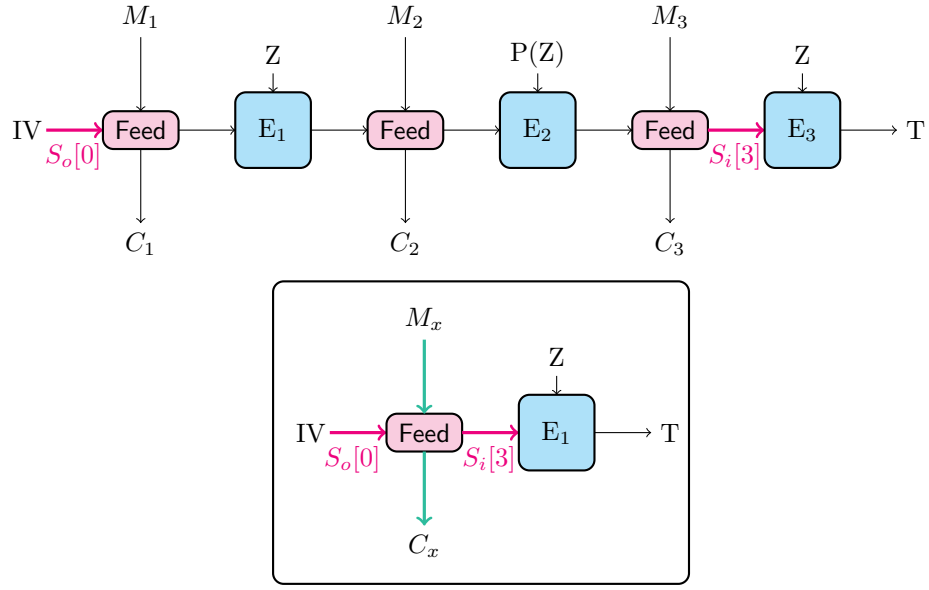 M₁ M₂ M₃
Z P(Z) Z
IV Feed E₁ Feed E₂ Feed E₃ T
Sₒ[0] Sᵢ[3]
C₁ C₂ C₃
Mₓ
Z
IV Feed E₁ T
Sₒ[0] Sᵢ[3]
Cₓ